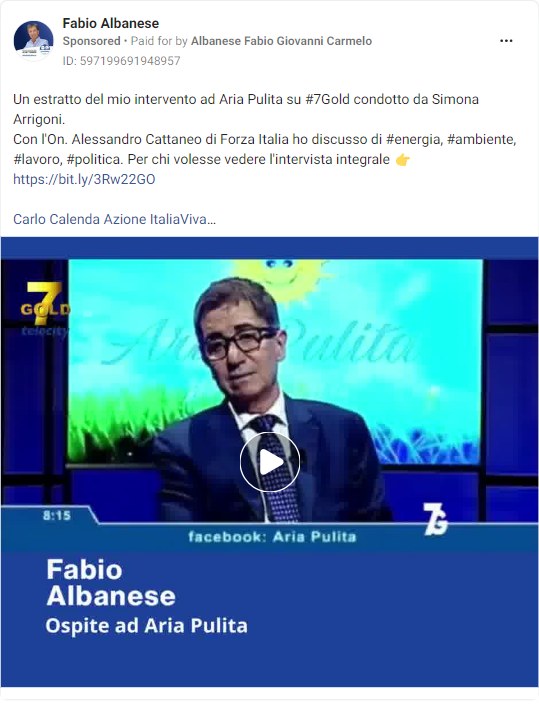 Fabio Albanese
Sponsored • Paid for by Albanese Fabio Giovanni Carmelo
ID: 597199691948957
Un estratto del mio intervento ad Aria Pulita su #7Gold condotto da Simona
Arrigoni.
Con l'On. Alessandro Cattaneo di Forza Italia ho discusso di #energia, #ambiente,
#lavoro, #politica. Per chi volesse vedere l'intervista integrale 👉
https://bit.ly/3Rw22GO
Carlo Calenda Azione ItaliaViva...
7
GOLD
telecity
Aria Pulita
8:15
7G
facebook: Aria Pulita
Fabio
Albanese
Ospite ad Aria Pulita